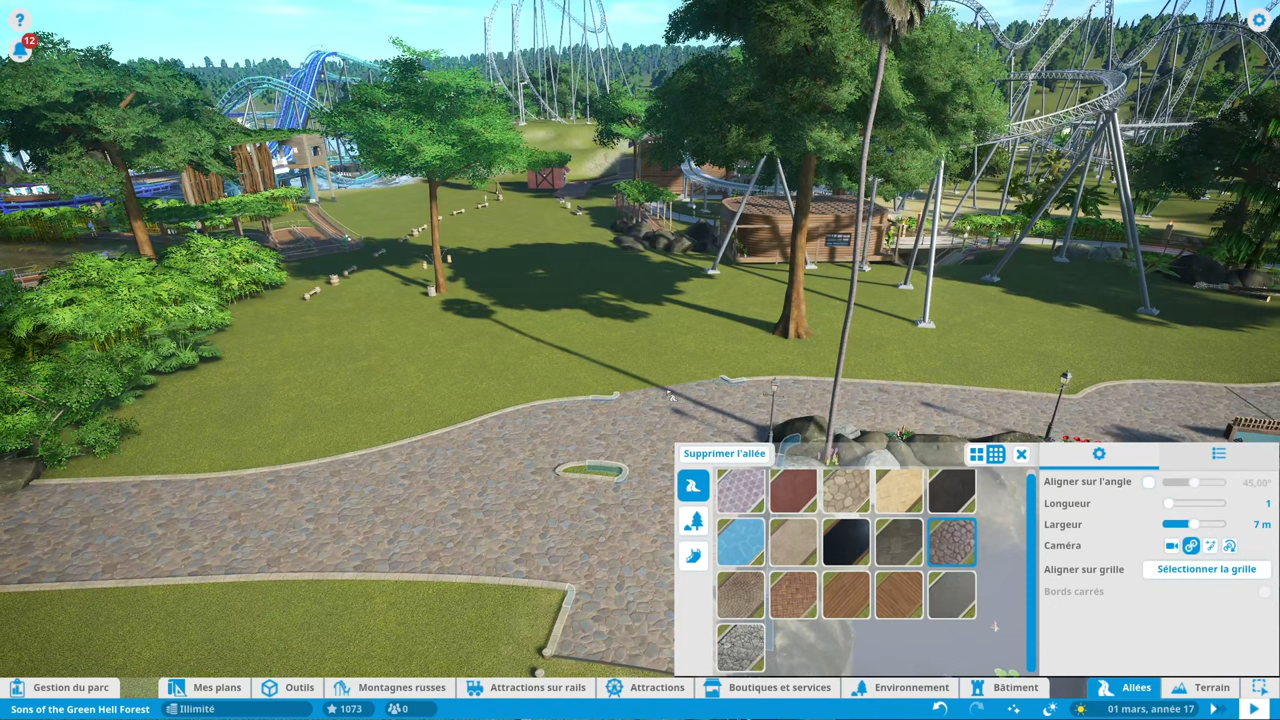 ?
12
Supprimer l'allée
Aligner sur l'angle 45,00°
Longueur 1
Largeur 7 m
Caméra
Aligner sur grille Sélectionner la grille
Bords carrés
Gestion du parc Mes plans Outils Montagnes russes Attractions sur rails Attractions Boutiques et services Environnement Bâtiment Allées Terrain
Sons of the Green Hell Forest Illimité 1073 0 01 mars, année 17